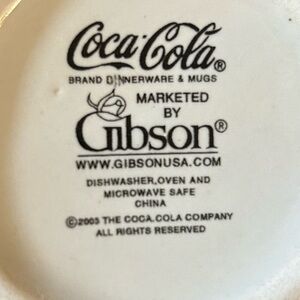 Coca-Cola®
BRAND DINNERWARE & MUGS
MARKETED
BY
Gibson®
WWW.GIBSONUSA.COM
DISHWASHER,OVEN AND
MICROWAVE SAFE
CHINA
©2003 THE COCA.COLA COMPANY
ALL RIGHTS RESERVED